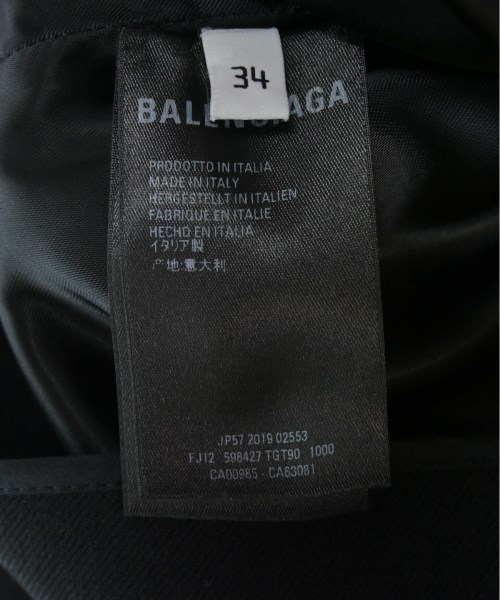 34
BALENCIAGA
PRODOTTO IN ITALIA
MADE IN ITALY
HERGESTELLT IN ITALIEN
FABRIQUE EN ITALIE
HECHO EN ITALIA
イタリア製
产地:意大利
JP57 2019 02553
FJ12 598427 TGT90 1000
CA00965 - CA63081